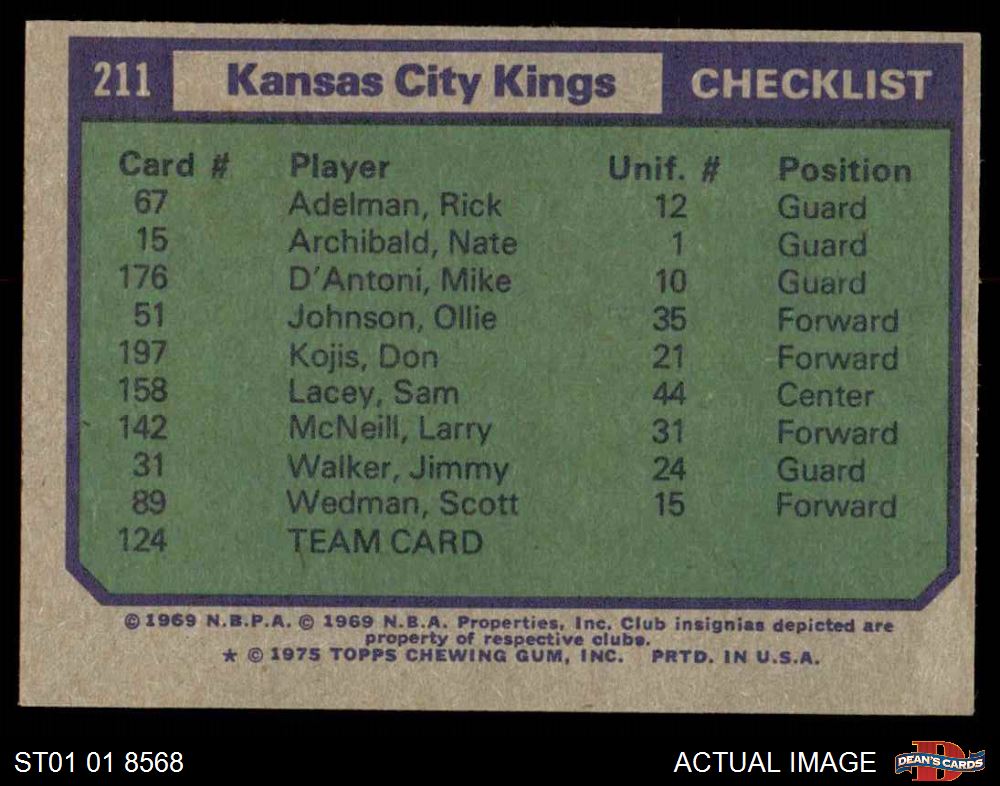 211 Kansas City Kings CHECKLIST
Card # Player Unif. # Position
67 Adelman, Rick 12 Guard
15 Archibald, Nate 1 Guard
176 D'Antoni, Mike 10 Guard
51 Johnson, Ollie 35 Forward
197 Kojis, Don 21 Forward
158 Lacey, Sam 44 Center
142 McNeill, Larry 31 Forward
31 Walker, Jimmy 24 Guard
89 Wedman, Scott 15 Forward
124 TEAM CARD
© 1969 N.B.P.A. © 1969 N.B.A. Properties, Inc. Club insignias depicted are
property of respective clubs.
★ © 1975 TOPPS CHEWING GUM, INC. PRTD. IN U.S.A.
ST01 01 8568 ACTUAL IMAGE D DEAN'S CARDS